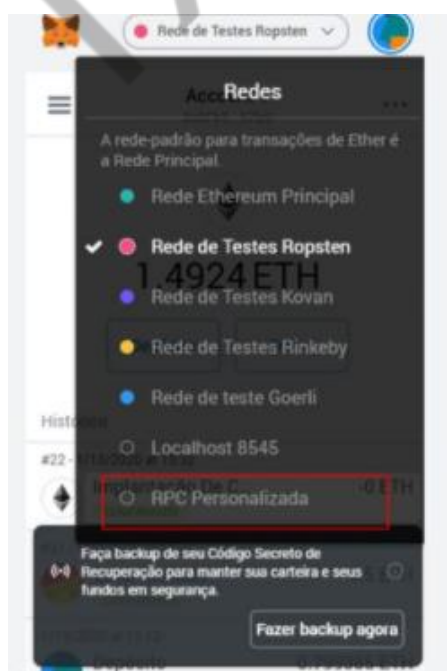 Rede de Testes Ropsten
Redes
A rede-padrão para transações de Ether é
a Rede Principal.
Rede Ethereum Principal
Rede de Testes Ropsten
1.4924 ETH
Rede de Testes Kovan
Rede de Testes Rinkeby
Rede de teste Goerli
Localhost 8545
#22 -
RPC Personalizada
Faça backup de seu Código Secreto de
Recuperação para manter sua carteira e seus
fundos em segurança.
Fazer backup agora